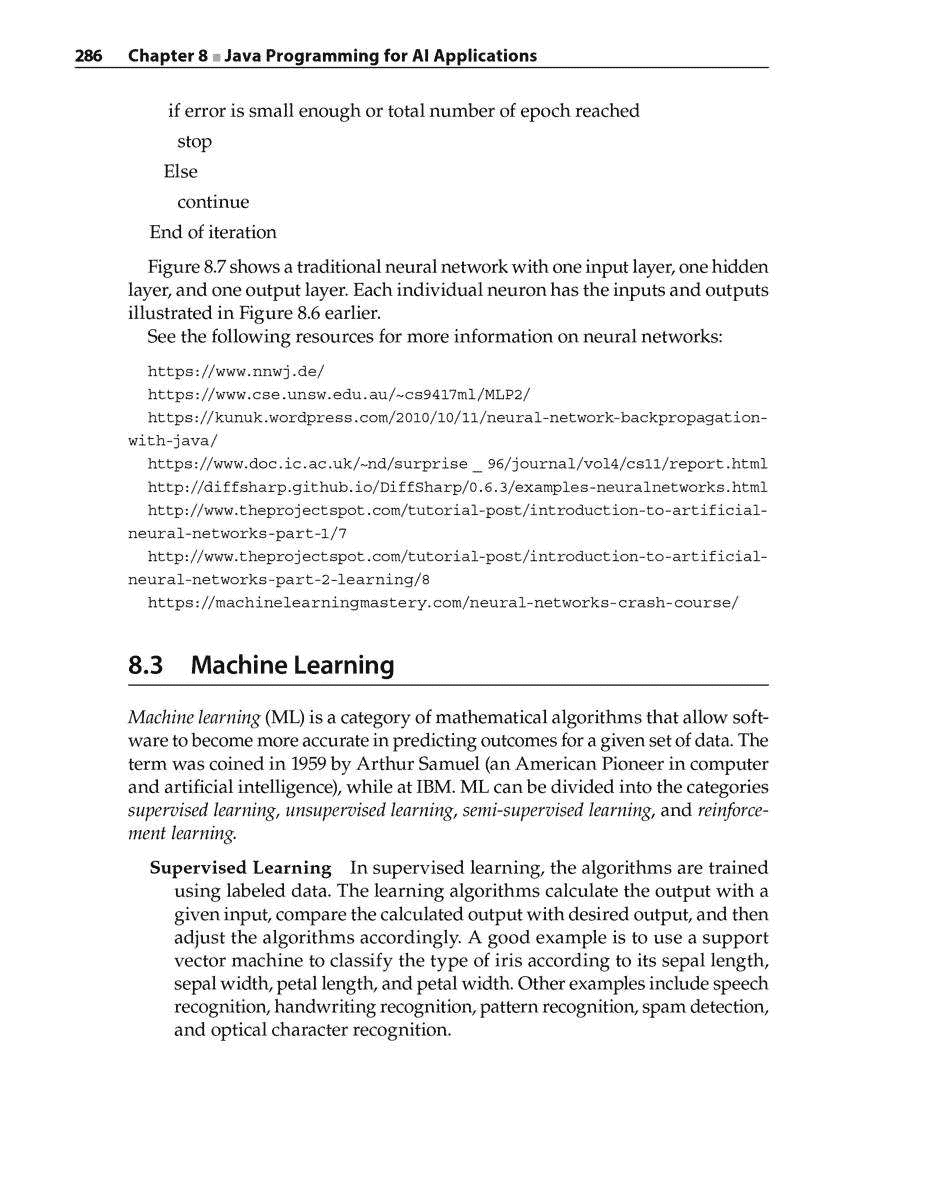 286 Chapter 8 ■ Java Programming for AI Applications
if error is small enough or total number of epoch reached
stop
Else
continue
End of iteration
Figure 8.7 shows a traditional neural network with one input layer, one hidden
layer, and one output layer. Each individual neuron has the inputs and outputs
illustrated in Figure 8.6 earlier.
See the following resources for more information on neural networks:
https://www.nnwj.de/
https://www.cse.unsw.edu.au/~cs9417ml/MLP2/
https://kunuk.wordpress.com/2010/10/11/neural-network-backpropagation-
with-java/
https://www.doc.ic.ac.uk/~nd/surprise _ 96/journal/vol4/cs11/report.html
http://diffsharp.github.io/DiffSharp/0.6.3/examples-neuralnetworks.html
http://www.theprojectspot.com/tutorial-post/introduction-to-artificial-
neural-networks-part-1/7
http://www.theprojectspot.com/tutorial-post/introduction-to-artificial-
neural-networks-part-2-learning/8
https://machinelearningmastery.com/neural-networks-crash-course/
8.3 Machine Learning
Machine learning (ML) is a category of mathematical algorithms that allow soft-
ware to become more accurate in predicting outcomes for a given set of data. The
term was coined in 1959 by Arthur Samuel (an American Pioneer in computer
and artificial intelligence), while at IBM. ML can be divided into the categories
supervised learning, unsupervised learning, semi-supervised learning, and reinforce-
ment learning.
Supervised Learning In supervised learning, the algorithms are trained
using labeled data. The learning algorithms calculate the output with a
given input, compare the calculated output with desired output, and then
adjust the algorithms accordingly. A good example is to use a support
vector machine to classify the type of iris according to its sepal length,
sepal width, petal length, and petal width. Other examples include speech
recognition, handwriting recognition, pattern recognition, spam detection,
and optical character recognition.